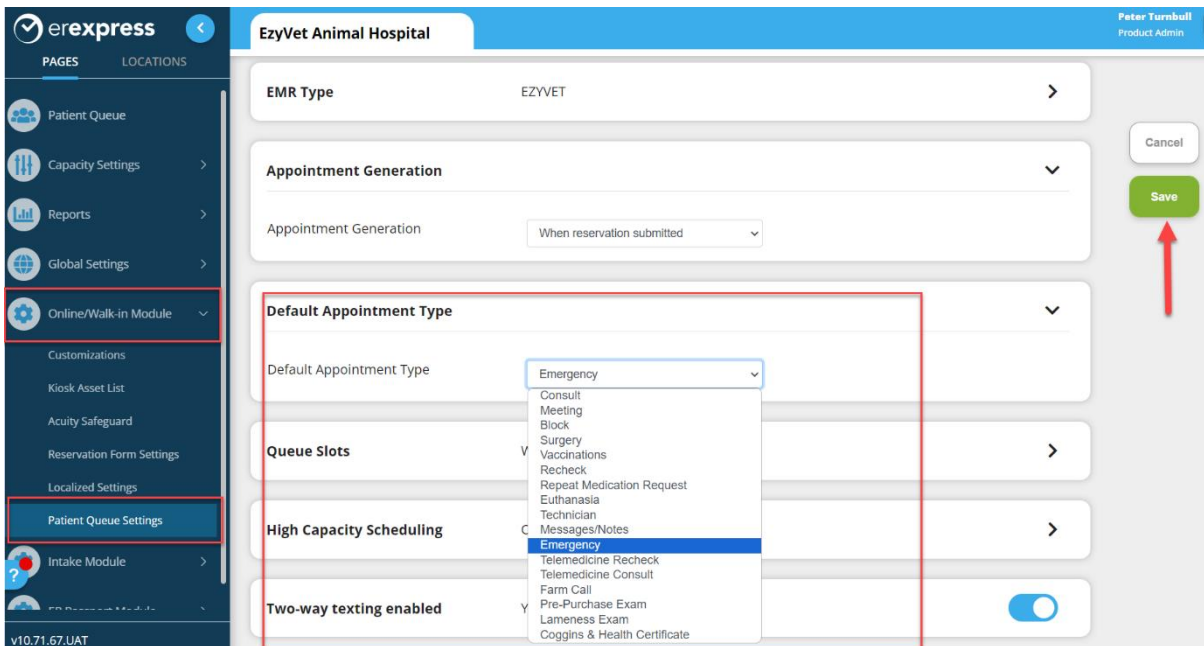 erexpress
PAGES LOCATIONS
Patient Queue
Capacity Settings
Reports
Global Settings
Online/Walk-in Module
Customizations
Kiosk Asset List
Acuity Safeguard
Reservation Form Settings
Localized Settings
Patient Queue Settings
Intake Module
?
v10.71.67.UAT
EzyVet Animal Hospital
Peter Turnbull
Product Admin
EMR Type EZYVET
Appointment Generation
Appointment Generation When reservation submitted
Default Appointment Type
Default Appointment Type Emergency
Consult
Meeting
Block
Surgery
Vaccinations
Recheck
Repeat Medication Request
Euthanasia
Technician
Messages/Notes
Emergency
Telemedicine Recheck
Telemedicine Consult
Farm Call
Pre-Purchase Exam
Lameness Exam
Coggins & Health Certificate
Queue Slots
High Capacity Scheduling
Two-way texting enabled
Cancel
Save